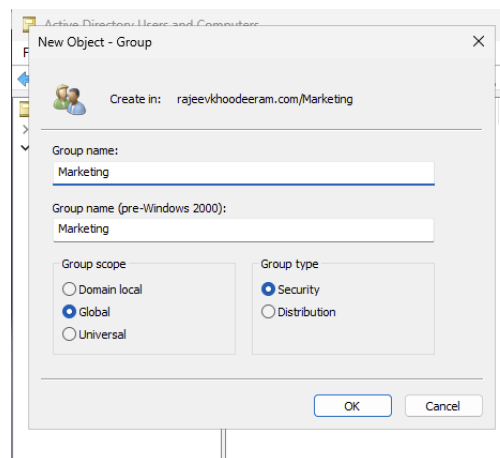 Active Directory Users and Computers
New Object - Group
F
Create in: rajeevkhoodeeram.com/Marketing
Group name:
Marketing
Group name (pre-Windows 2000):
Marketing
Group scope
Group type
Domain local
Security
Global
Distribution
Universal
OK
Cancel